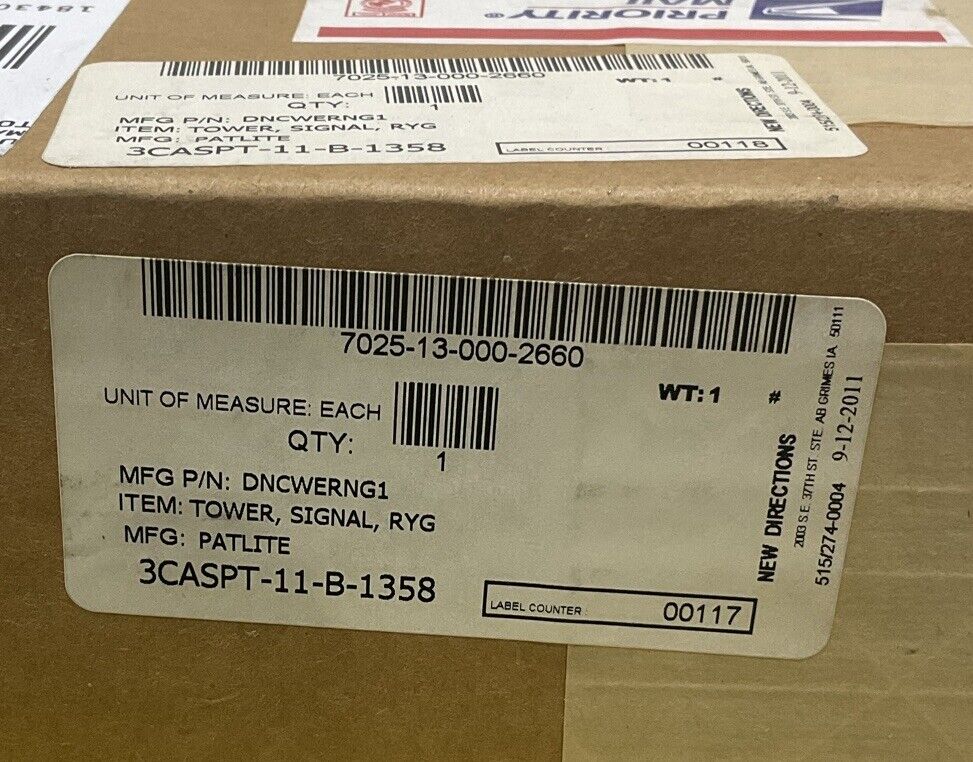 18430
PRIORITY
MAIL
®
7025-13-000-2660
UNIT OF MEASURE: EACH
QTY:
1
WT:1 #
MFG P/N: DNCWERNG1
ITEM: TOWER, SIGNAL, RYG
MFG: PATLITE
3CASPT-11-B-1358
LABEL COUNTER: 00118
NEW DIRECTIONS
7025-13-000-2660
UNIT OF MEASURE: EACH
QTY:
1
WT:1 #
MFG P/N: DNCWERNG1
ITEM: TOWER, SIGNAL, RYG
MFG: PATLITE
3CASPT-11-B-1358
LABEL COUNTER: 00117
NEW DIRECTIONS
2003 S.E. 37TH ST STE. AB GRIMES IA 50111
515/274-0004 9-12-2011